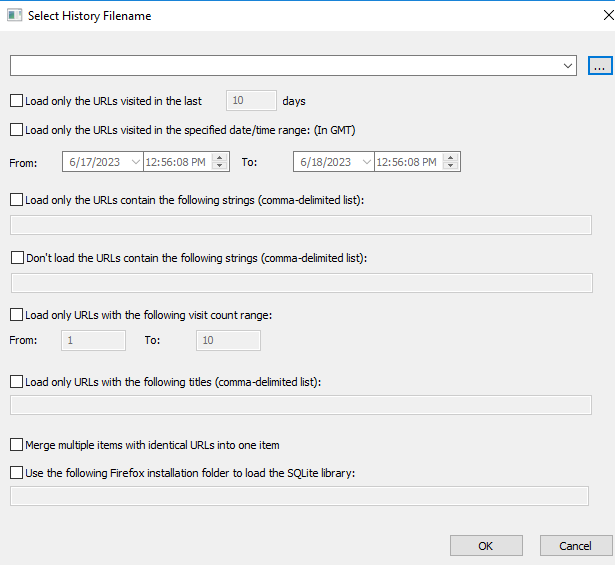 Select History Filename
...
Load only the URLs visited in the last 10 days
Load only the URLs visited in the specified date/time range: (In GMT)
From: 6/17/2023 12:56:08 PM To: 6/18/2023 12:56:08 PM
Load only the URLs contain the following strings (comma-delimited list):
Don't load the URLs contain the following strings (comma-delimited list):
Load only URLs with the following visit count range:
From: 1 To: 10
Load only URLs with the following titles (comma-delimited list):
Merge multiple items with identical URLs into one item
Use the following Firefox installation folder to load the SQLite library:
OK Cancel